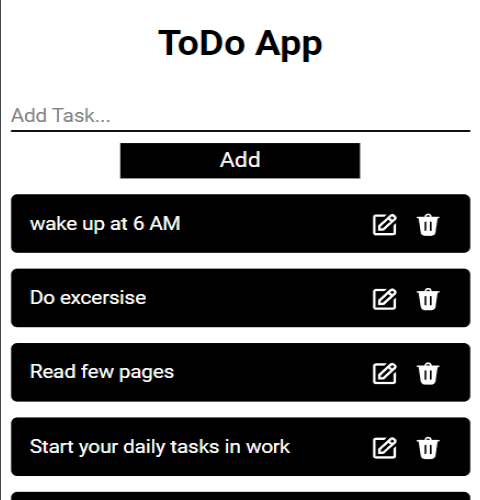 ToDo App
Add Task...
Add
wake up at 6 AM
Do excersise
Read few pages
Start your daily tasks in work